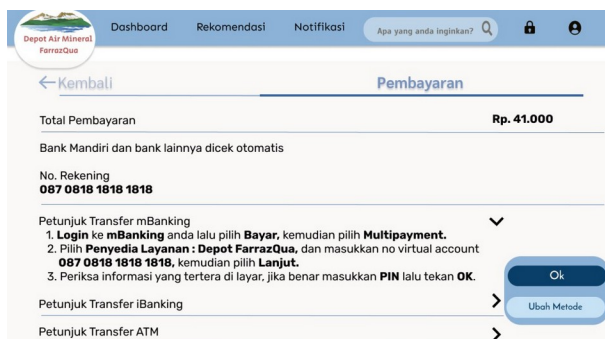 Depot Air Mineral
FarrazQua
Dashboard Rekomendasi Notifikasi Apa yang anda inginkan?
Kembali Pembayaran
Total Pembayaran Rp. 41.000
Bank Mandiri dan bank lainnya dicek otomatis
No. Rekening
087 0818 1818 1818
Petunjuk Transfer mBanking
1. Login ke mBanking anda lalu pilih Bayar, kemudian pilih Multipayment.
2. Pilih Penyedia Layanan : Depot FarrazQua, dan masukkan no virtual account
087 0818 1818 1818, kemudian pilih Lanjut.
3. Periksa informasi yang tertera di layar, jika benar masukkan PIN lalu tekan OK.
Ok
Petunjuk Transfer iBanking
Ubah Metode
Petunjuk Transfer ATM